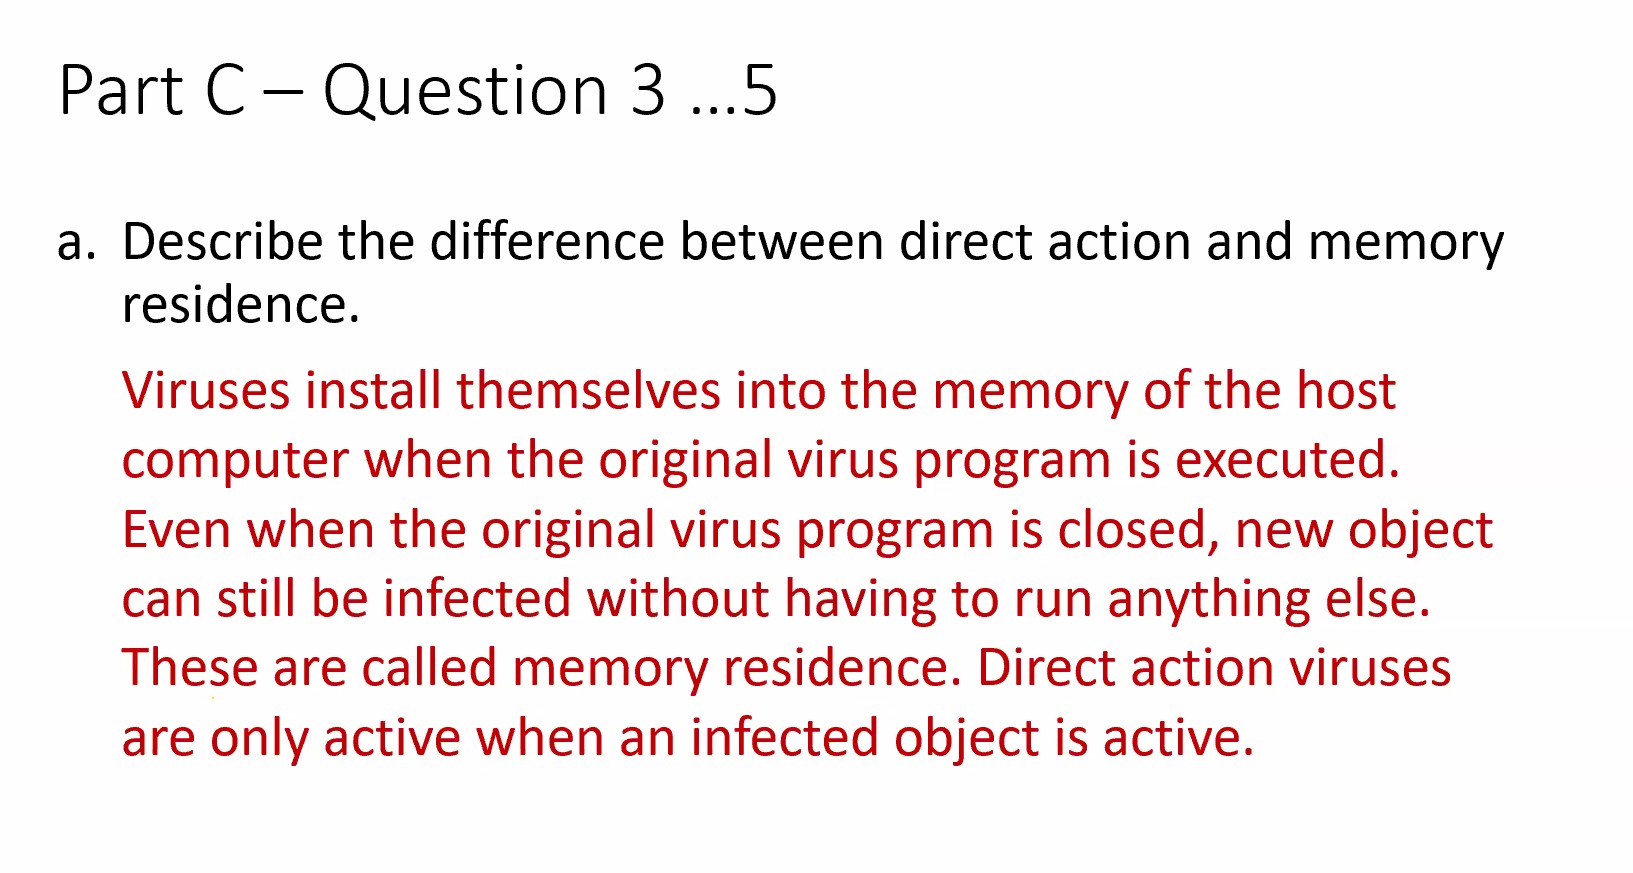 Part C – Question 3 ...5
a. Describe the difference between direct action and memory
residence.
Viruses install themselves into the memory of the host
computer when the original virus program is executed.
Even when the original virus program is closed, new object
can still be infected without having to run anything else.
These are called memory residence. Direct action viruses
are only active when an infected object is active.